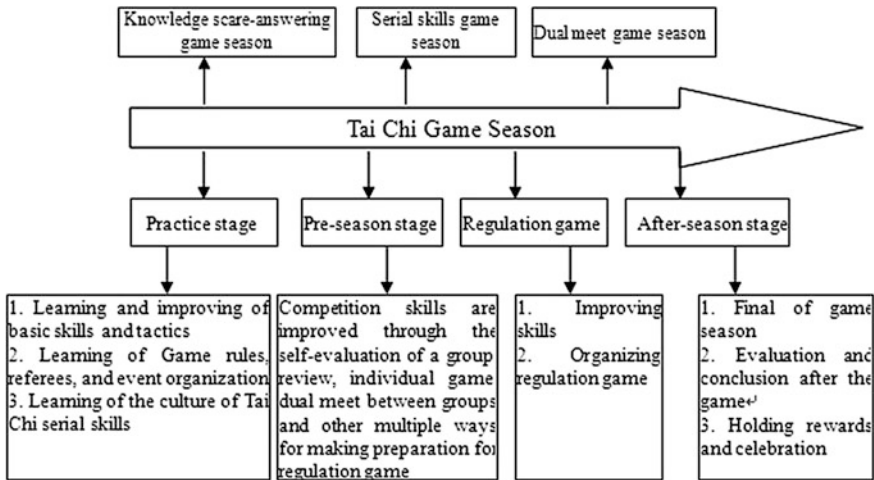 Knowledge scare-answering
game season
Serial skills game
season
Dual meet game season
Tai Chi Game Season
Practice stage
Pre-season stage
Regulation game
After-season stage
1. Learning and improving of
basic skills and tactics
2. Learning of Game rules,
referees, and event organization
3. Learning of the culture of Tai
Chi serial skills
Competition skills are
improved through the
self-evaluation of a group
review, individual game
dual meet between groups
and other multiple ways
for making preparation for
regulation game
1. Improving
skills
2. Organizing
regulation game
1. Final of game
season
2. Evaluation and
conclusion after the
game↵
3. Holding rewards
and celebration